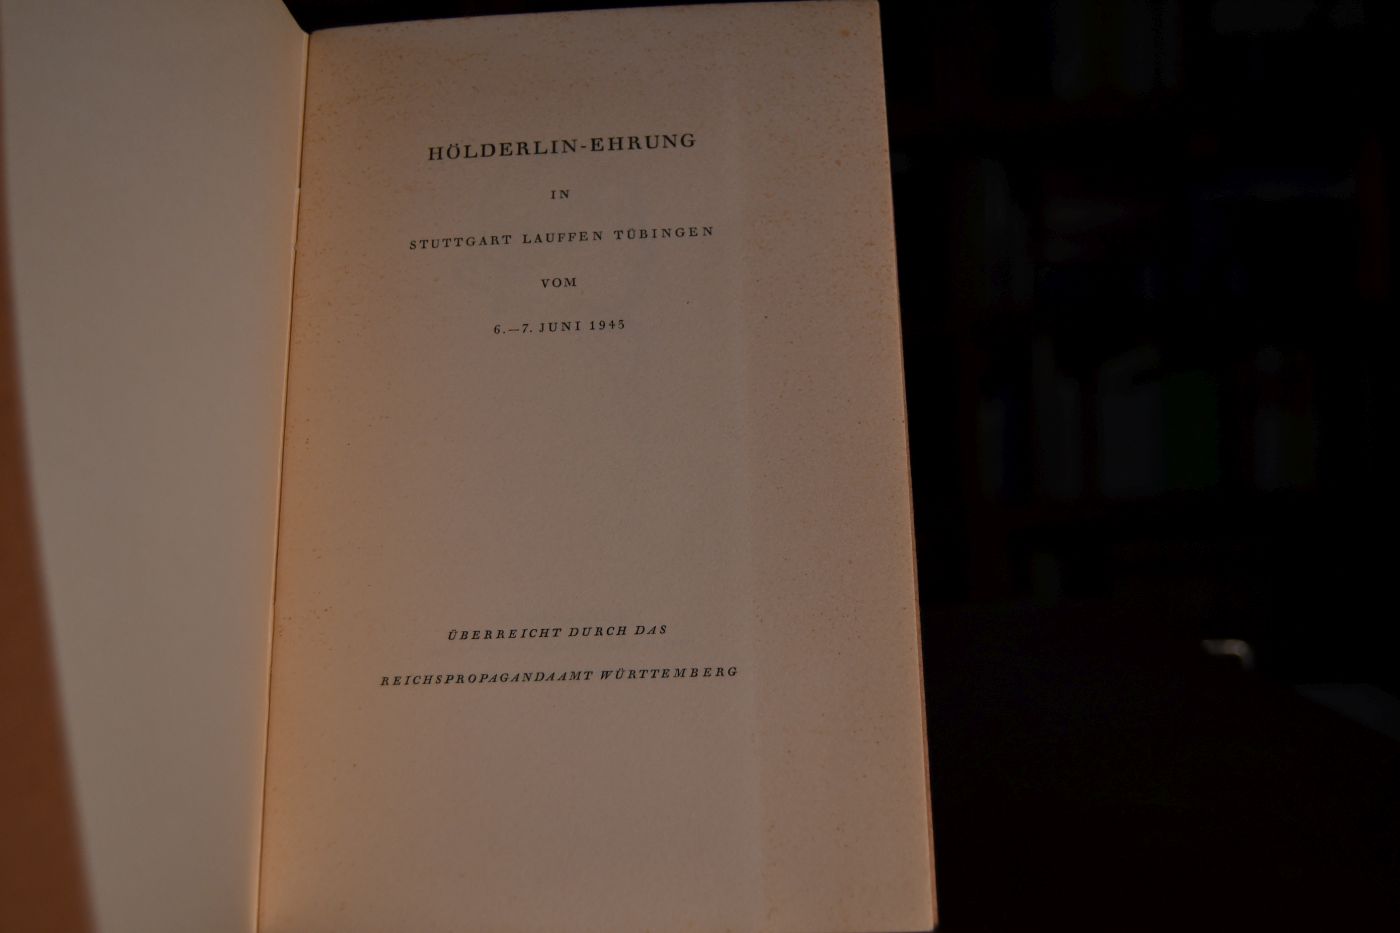 HÖLDERLIN-EHRUNG
IN
STUTTGART LAUFFEN TÜBINGEN
VOM
6.—7. JUNI 1943
ÜBERREICHT DURCH DAS
REICHSPROPAGANDAAMT WÜRTTEMBERG